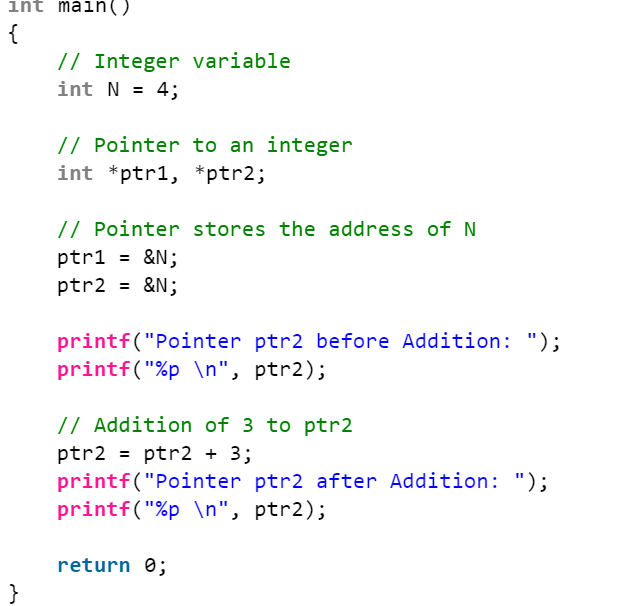 int main()
{
    // Integer variable
    int N = 4;

    // Pointer to an integer
    int *ptr1, *ptr2;

    // Pointer stores the address of N
    ptr1 = &N;
    ptr2 = &N;

    printf("Pointer ptr2 before Addition: ");
    printf("%p \n", ptr2);

    // Addition of 3 to ptr2
    ptr2 = ptr2 + 3;
    printf("Pointer ptr2 after Addition: ");
    printf("%p \n", ptr2);

    return 0;
}